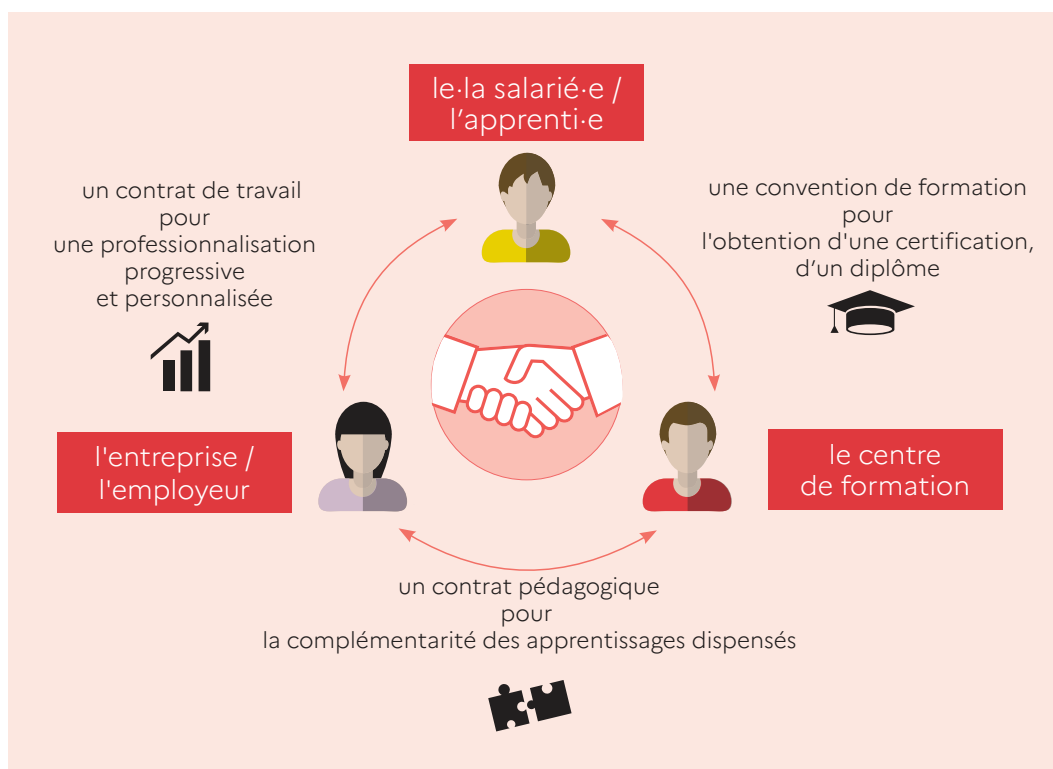 le·la salarié·e /
l'apprenti·e
un contrat de travail
pour
une professionnalisation
progressive
et personnalisée
une convention de formation
pour
l'obtention d'une certification,
d'un diplôme
l'entreprise /
l'employeur
le centre
de formation
un contrat pédagogique
pour
la complémentarité des apprentissages dispensés